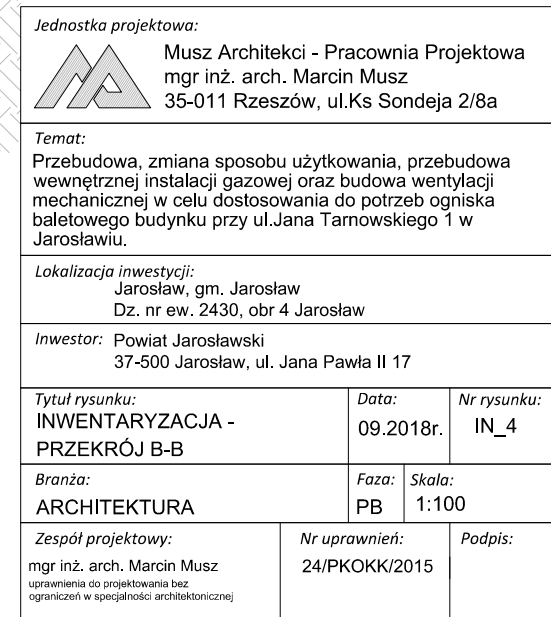 Jednostka projektowa:
Musz Architekci - Pracownia Projektowa
mgr inż. arch. Marcin Musz
35-011 Rzeszów, ul.Ks Sondeja 2/8a
Temat:
Przebudowa, zmiana sposobu użytkowania, przebudowa
wewnętrznej instalacji gazowej oraz budowa wentylacji
mechanicznej w celu dostosowania do potrzeb ogniska
baletowego budynku przy ul.Jana Tarnowskiego 1 w
Jarosławiu.
Lokalizacja inwestycji:
Jarosław, gm. Jarosław
Dz. nr ew. 2430, obr 4 Jarosław
Inwestor: Powiat Jarosławski
37-500 Jarosław, ul. Jana Pawła II 17
Tytuł rysunku:
INWENTARYZACJA -
PRZEKRÓJ B-B
Data:
09.2018r.
Nr rysunku:
IN_4
Branża:
ARCHITEKTURA
Faza:
PB
Skala:
1:100
Zespół projektowy:
mgr inż. arch. Marcin Musz
uprawnienia do projektowania bez
ograniczeń w specjalności architektonicznej
Nr uprawnień:
24/PKOKK/2015
Podpis: